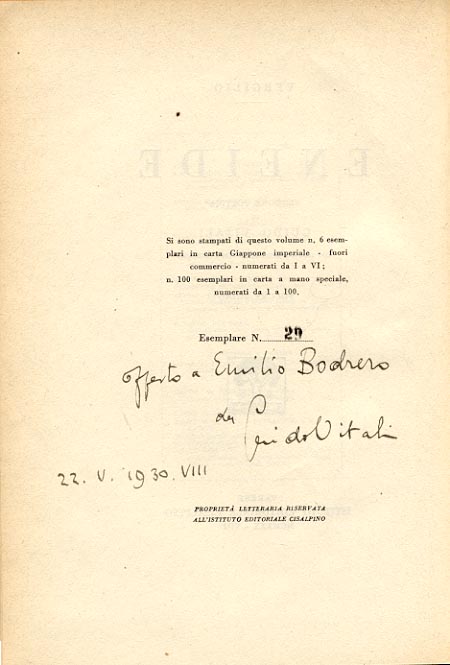 Si sono stampati di questo volume n. 6 esem-
plari in carta Giappone imperiale - fuori
commercio - numerati da I a VI;
n. 100 esemplari in carta a mano speciale,
numerati da 1 a 100.
Esemplare N. 29
offerto a Emilio Bodrero
da Guido Vitali
22. V. 1930. VIII
PROPRIETÀ LETTERARIA RISERVATA
ALL'ISTITUTO EDITORIALE CISALPINO